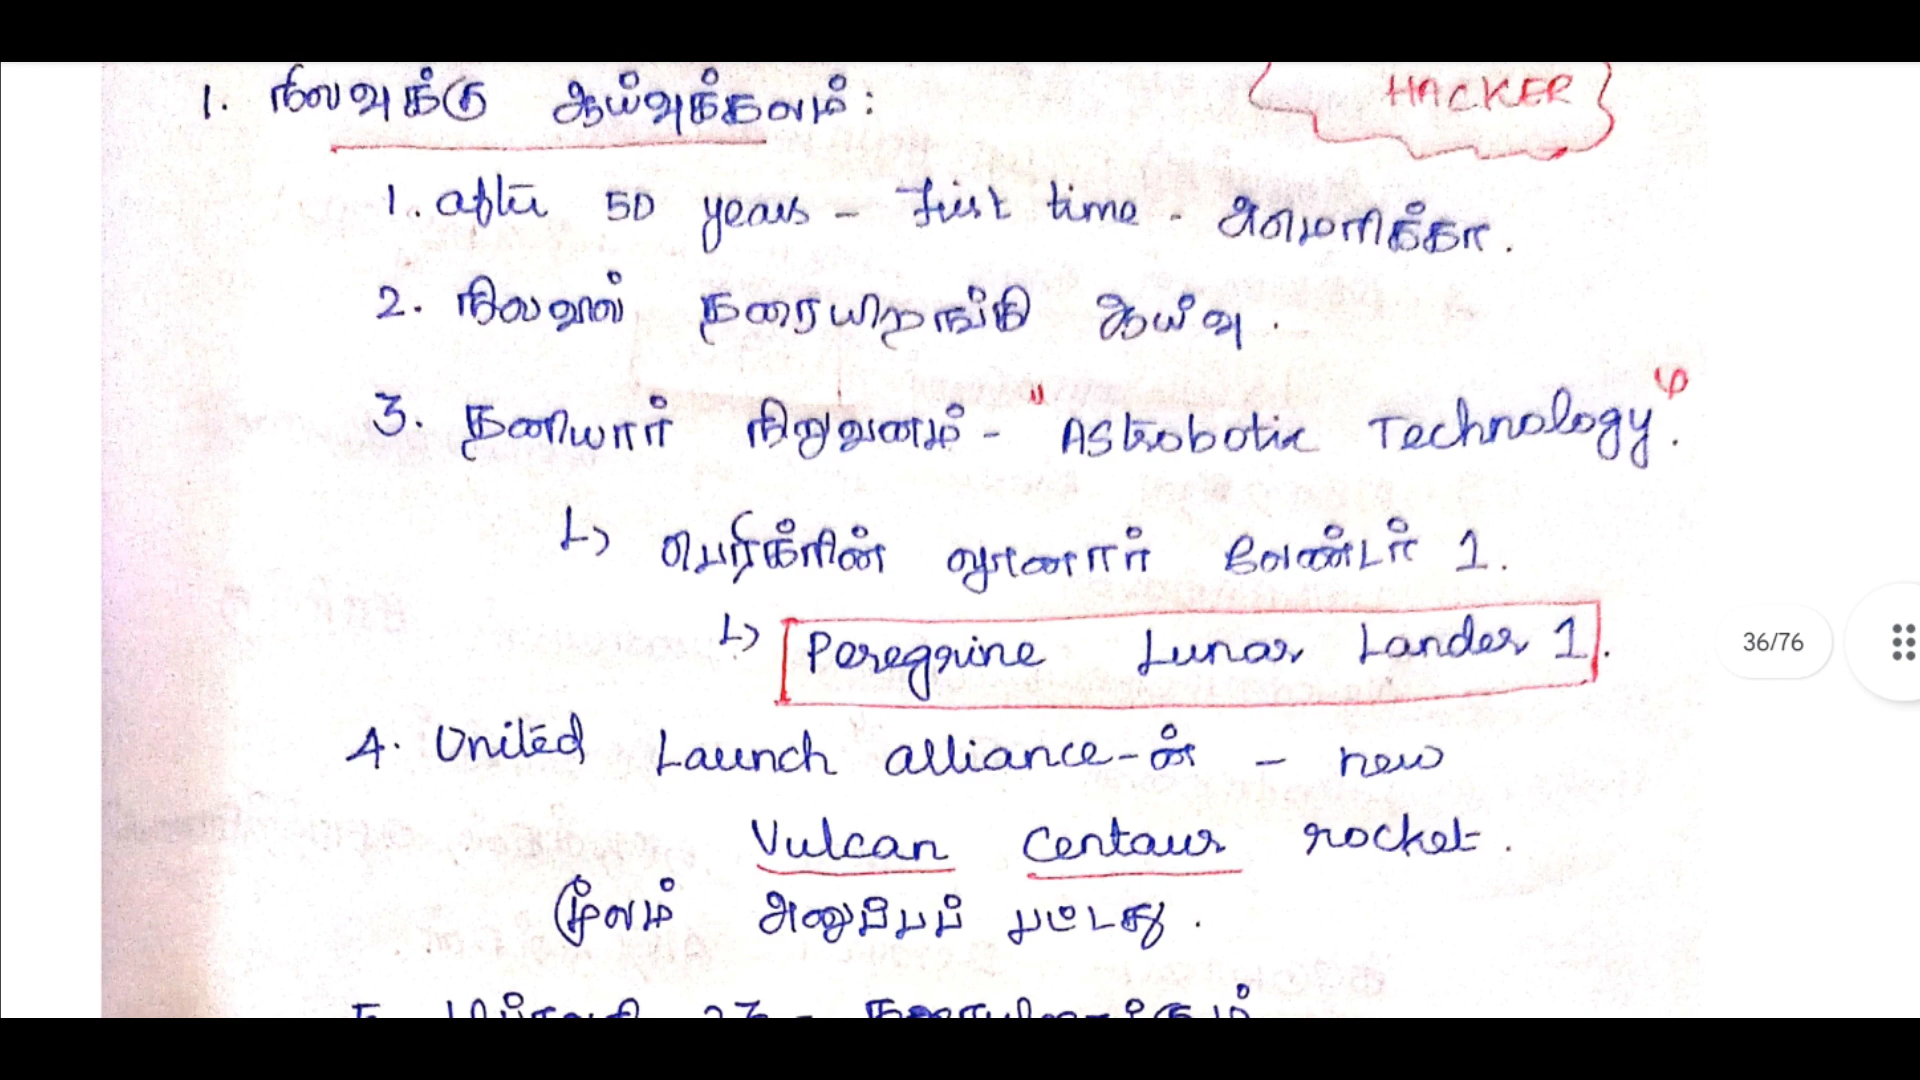 HACKER
1. நிலவுக்கு ஆய்வுக்கலம் :
1. after 50 years - First time - அமெரிக்கா.
2. நிலவில் தரையிறங்கி ஆய்வு.
3. தனியார் நிறுவனம் - "Astrobotic Technology".
↳ பெரிக்ரின் லூனார் லேண்டர் 1.
↳ Peregrine Lunar Lander 1.
36/76
4. United Launch alliance-ன் - new
Vulcan Centaur rocket.
மூலம் அனுப்பப் பட்டது.